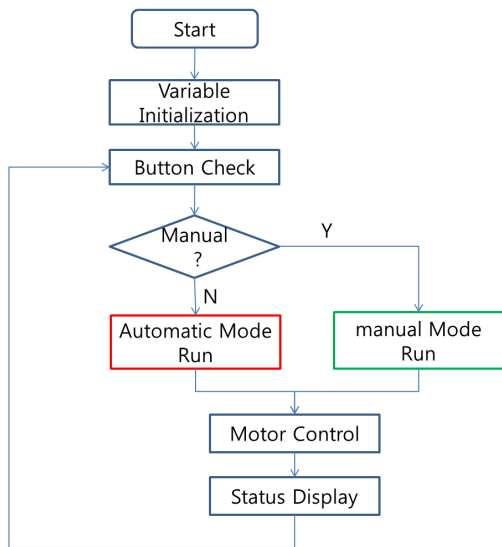 Start
Variable
Initialization
Button Check
Manual
?
Y
N
Automatic Mode
Run
manual Mode
Run
Motor Control
Status Display